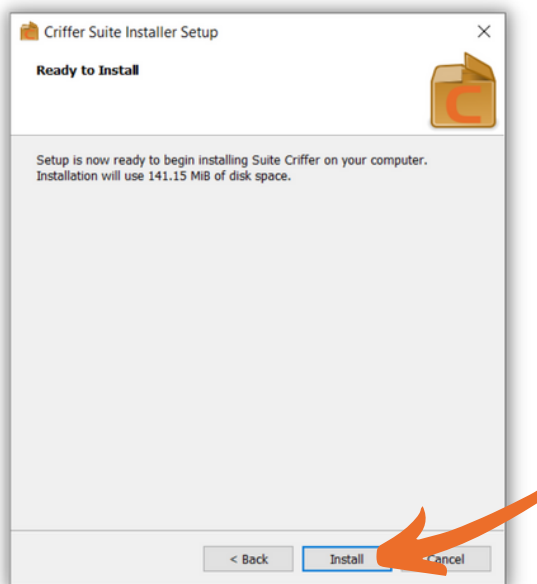 Criffer Suite Installer Setup
Ready to Install
C
Setup is now ready to begin installing Suite Criffer on your computer.
Installation will use 141.15 MiB of disk space.
< Back
Install
Cancel